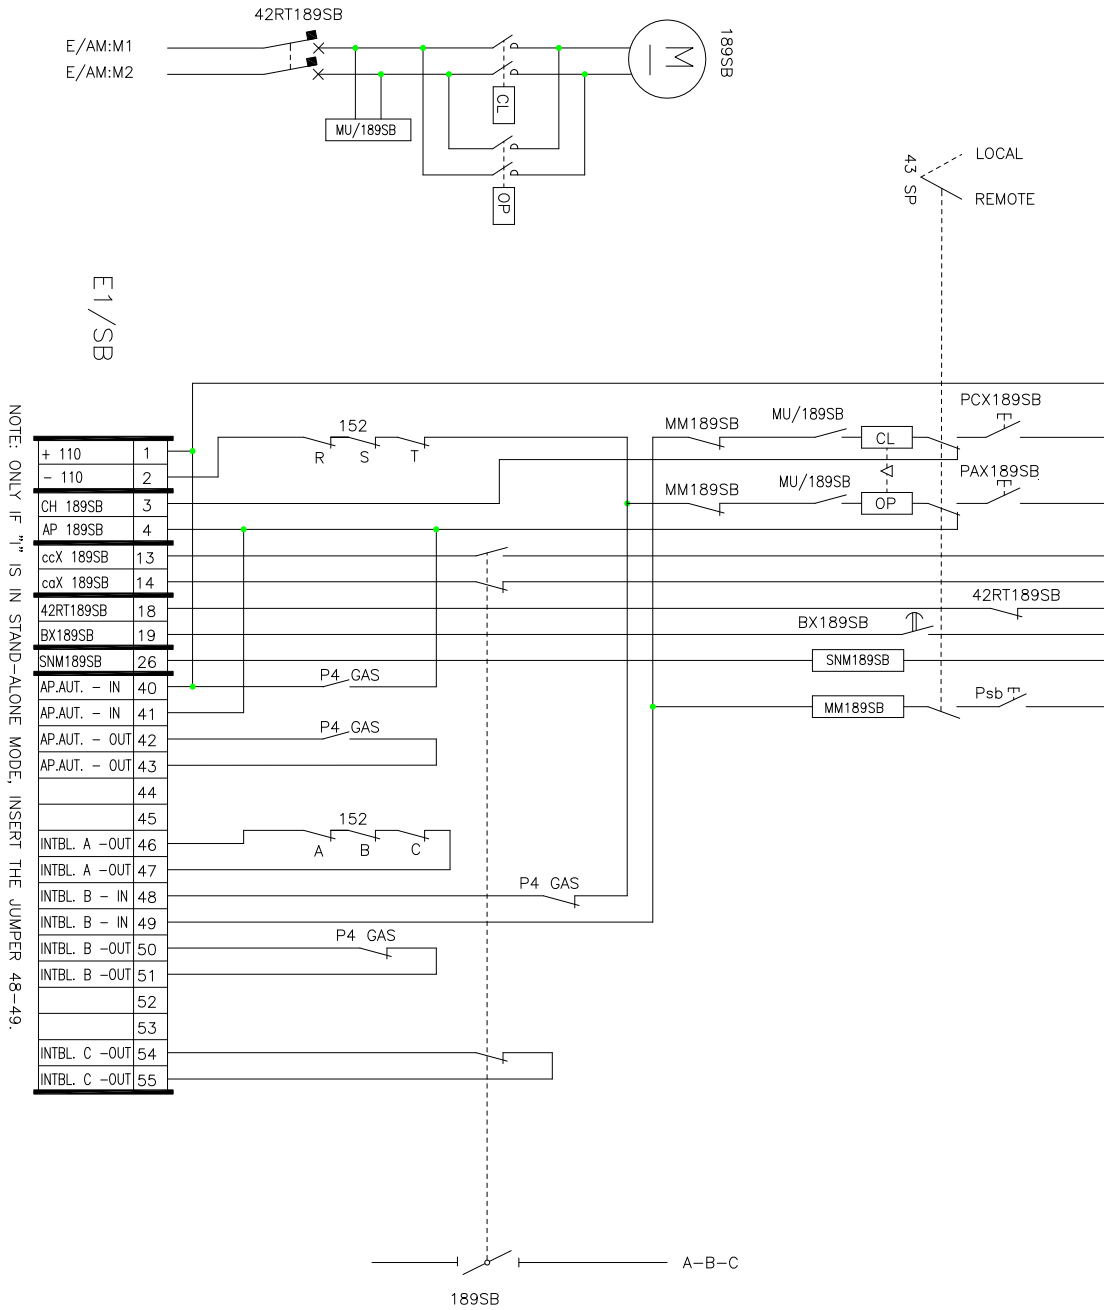 42RT189SB
E/AM:M1
E/AM:M2
MU/189SB
CL
OP
M
189SB
43 SP
LOCAL
REMOTE
E1/SB
NOTE: ONLY IF "I" IS IN STAND-ALONE MODE, INSERT THE JUMPER 48-49.
+ 110 1
- 110 2
CH 189SB 3
AP 189SB 4
ccX 189SB 13
caX 189SB 14
42RT189SB 18
BX189SB 19
SNM189SB 26
AP.AUT. - IN 40
AP.AUT. - IN 41
AP.AUT. - OUT 42
AP.AUT. - OUT 43
44
45
INTBL. A -OUT 46
INTBL. A -OUT 47
INTBL. B - IN 48
INTBL. B - IN 49
INTBL. B -OUT 50
INTBL. B -OUT 51
52
53
INTBL. C -OUT 54
INTBL. C -OUT 55
152
R S T
MM189SB
MU/189SB
CL
PCX189SB
MM189SB
MU/189SB
OP
PAX189SB
42RT189SB
BX189SB
SNM189SB
P4 GAS
MM189SB
Psb
P4 GAS
152
A B C
P4 GAS
P4 GAS
A-B-C
189SB